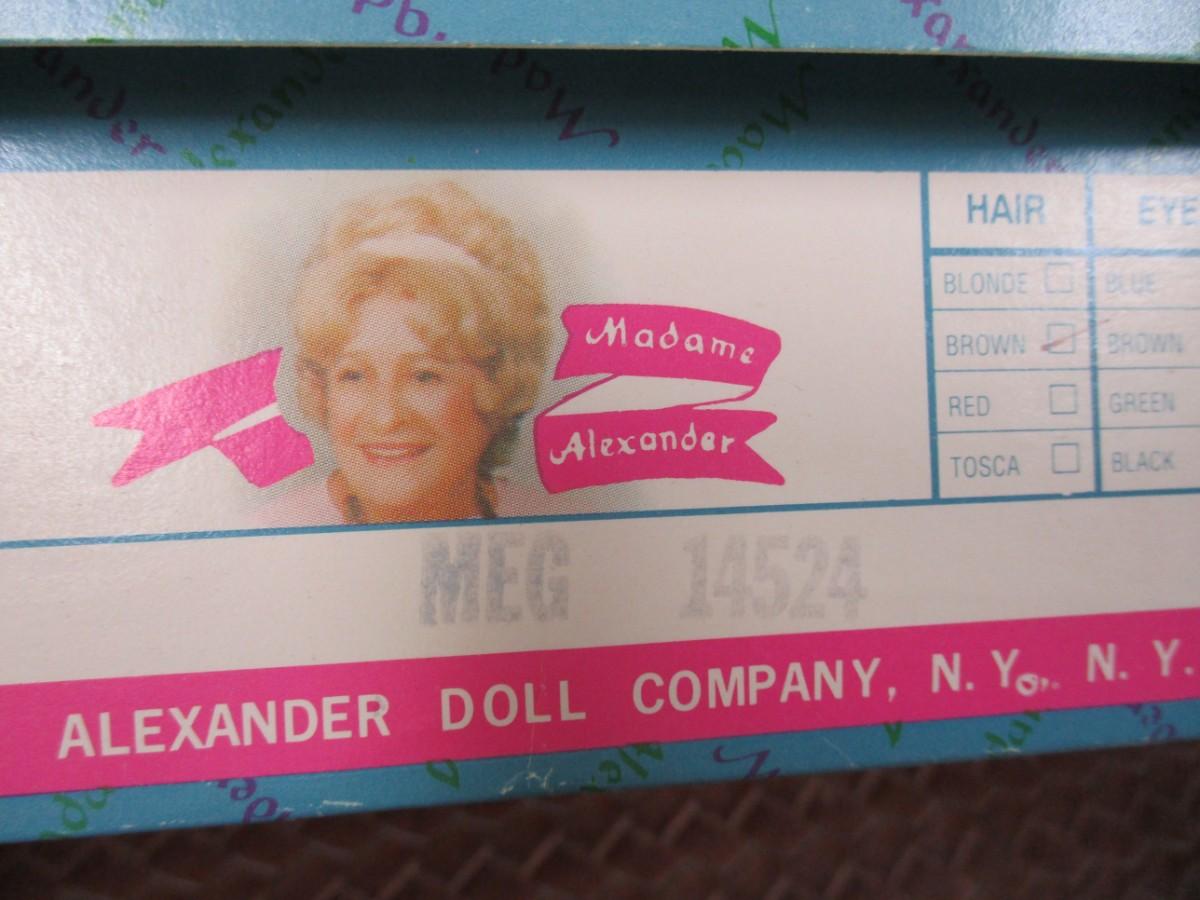 Madame
Alexander
HAIR EYE
BLONDE BLUE
BROWN BROWN
RED GREEN
TOSCA BLACK
MEG 14524
ALEXANDER DOLL COMPANY, N. Y., N. Y.